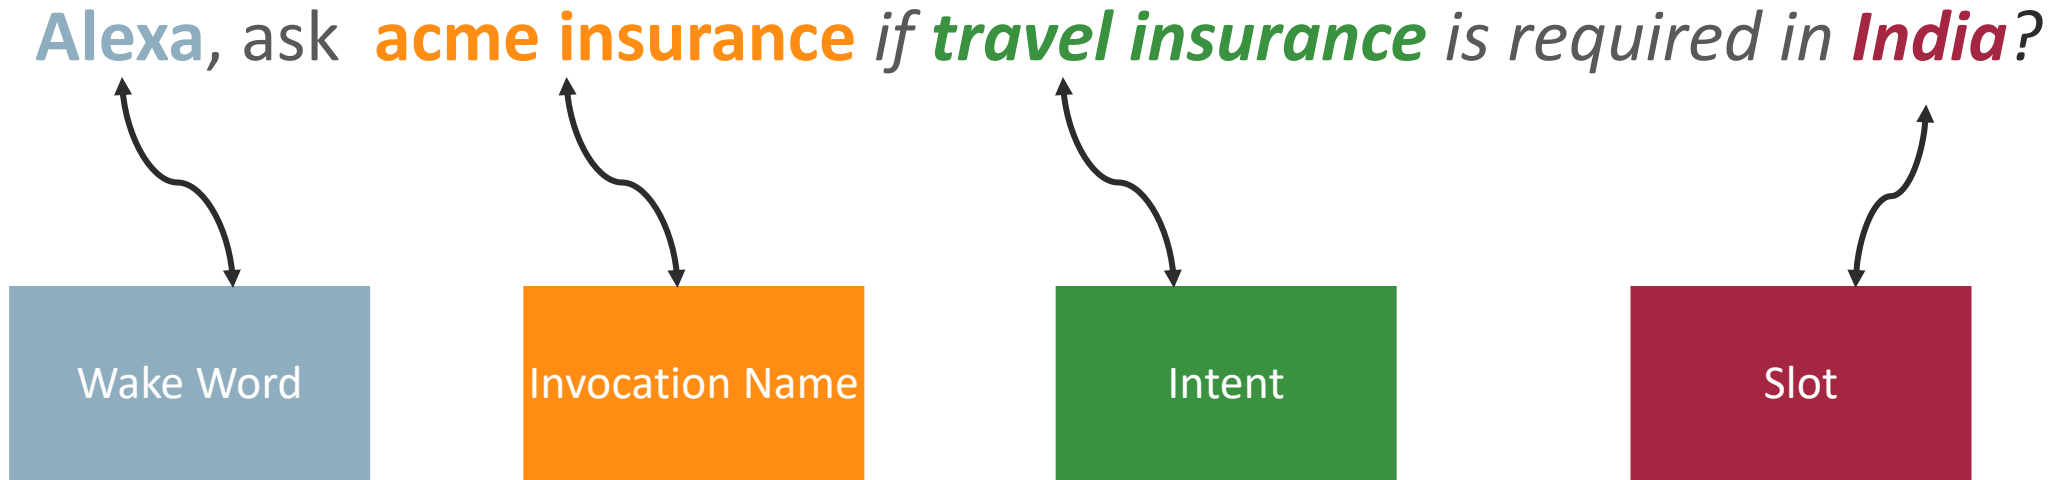 Alexa, ask acme insurance if travel insurance is required in India?
Wake Word
Invocation Name
Intent
Slot